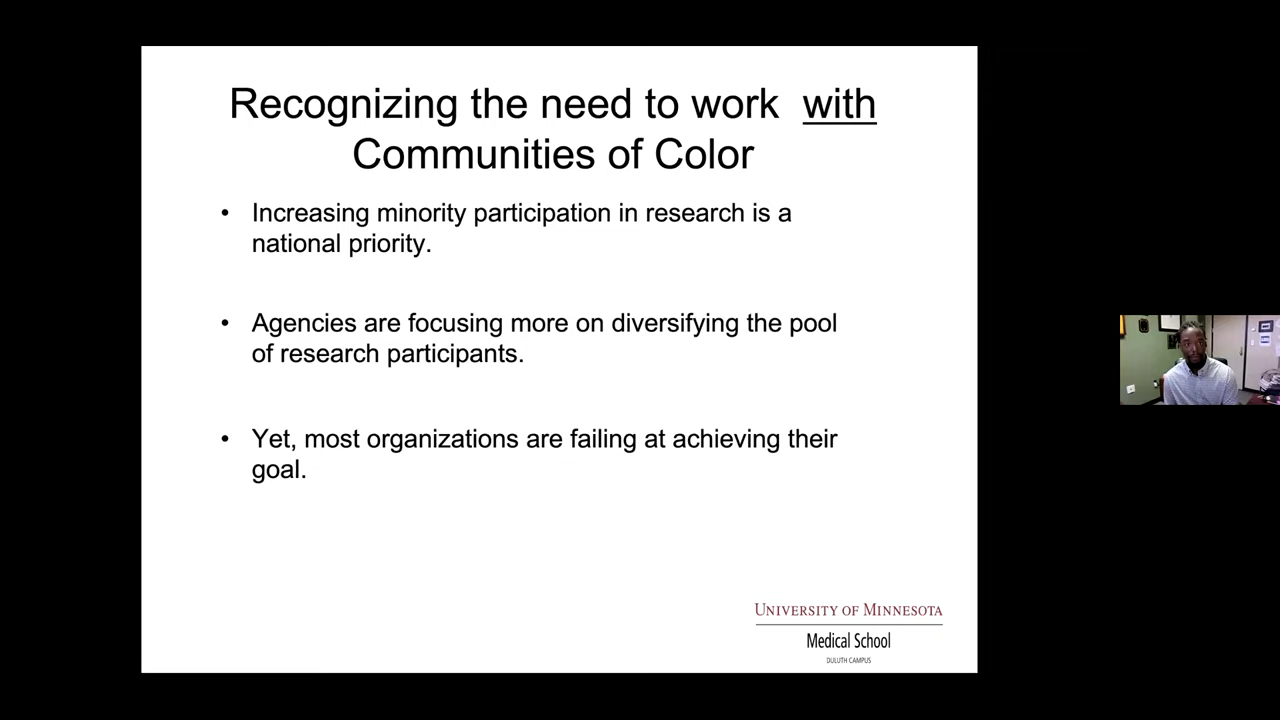 Recognizing the need to work with
Communities of Color
• Increasing minority participation in research is a
national priority.
• Agencies are focusing more on diversifying the pool
of research participants.
• Yet, most organizations are failing at achieving their
goal.
UNIVERSITY OF MINNESOTA
Medical School
DULUTH CAMPUS